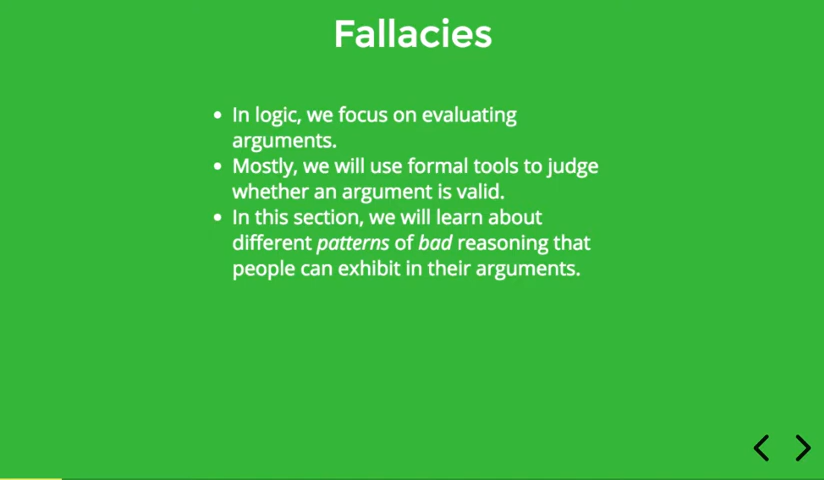 Fallacies
• In logic, we focus on evaluating
arguments.
• Mostly, we will use formal tools to judge
whether an argument is valid.
• In this section, we will learn about
different patterns of bad reasoning that
people can exhibit in their arguments.